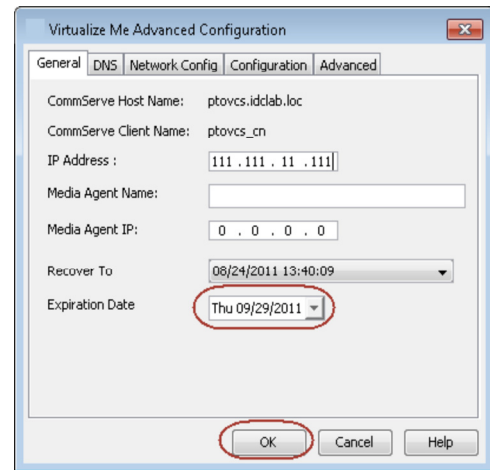 Virtualize Me Advanced Configuration
General DNS Network Config Configuration Advanced
CommServe Host Name: ptovcs.idclab.loc
CommServe Client Name: ptovcs_cn
IP Address : 111 . 111 . 11 . 111
Media Agent Name:
Media Agent IP: 0 . 0 . 0 . 0
Recover To 08/24/2011 13:40:09
Expiration Date Thu 09/29/2011
OK Cancel Help